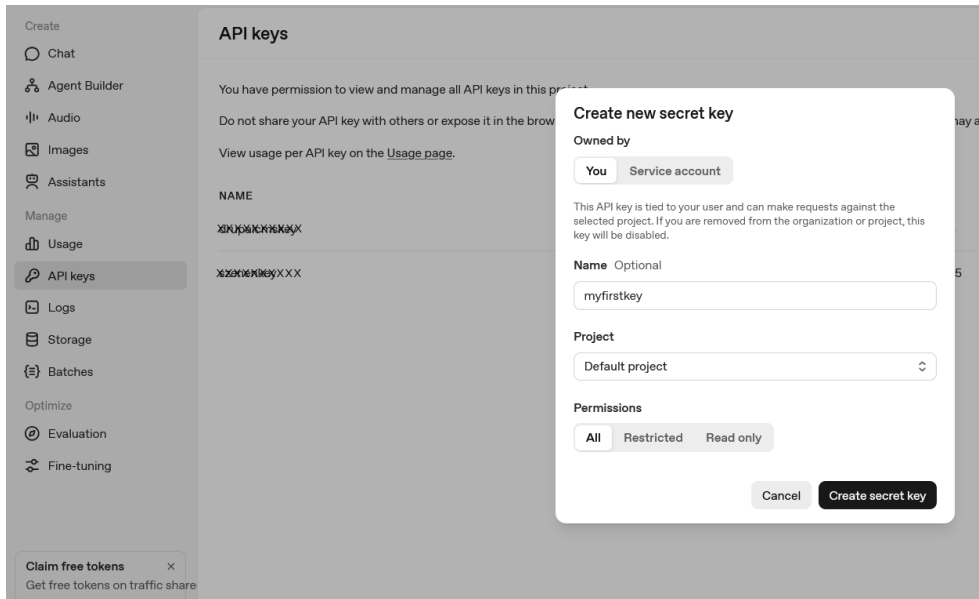 Create
Chat
Agent Builder
Audio
Images
Assistants
Manage
Usage
API keys
Logs
Storage
Batches
Optimize
Evaluation
Fine-tuning
Claim free tokens
Get free tokens on traffic share
API keys
You have permission to view and manage all API keys in this project
Do not share your API key with others or expose it in the brow
may a
View usage per API key on the Usage page.
NAME
5
Create new secret key
Owned by
You Service account
This API key is tied to your user and can make requests against the
selected project. If you are removed from the organization or project, this
key will be disabled.
Name Optional
myfirstkey
Project
Default project
Permissions
All Restricted Read only
Cancel Create secret key